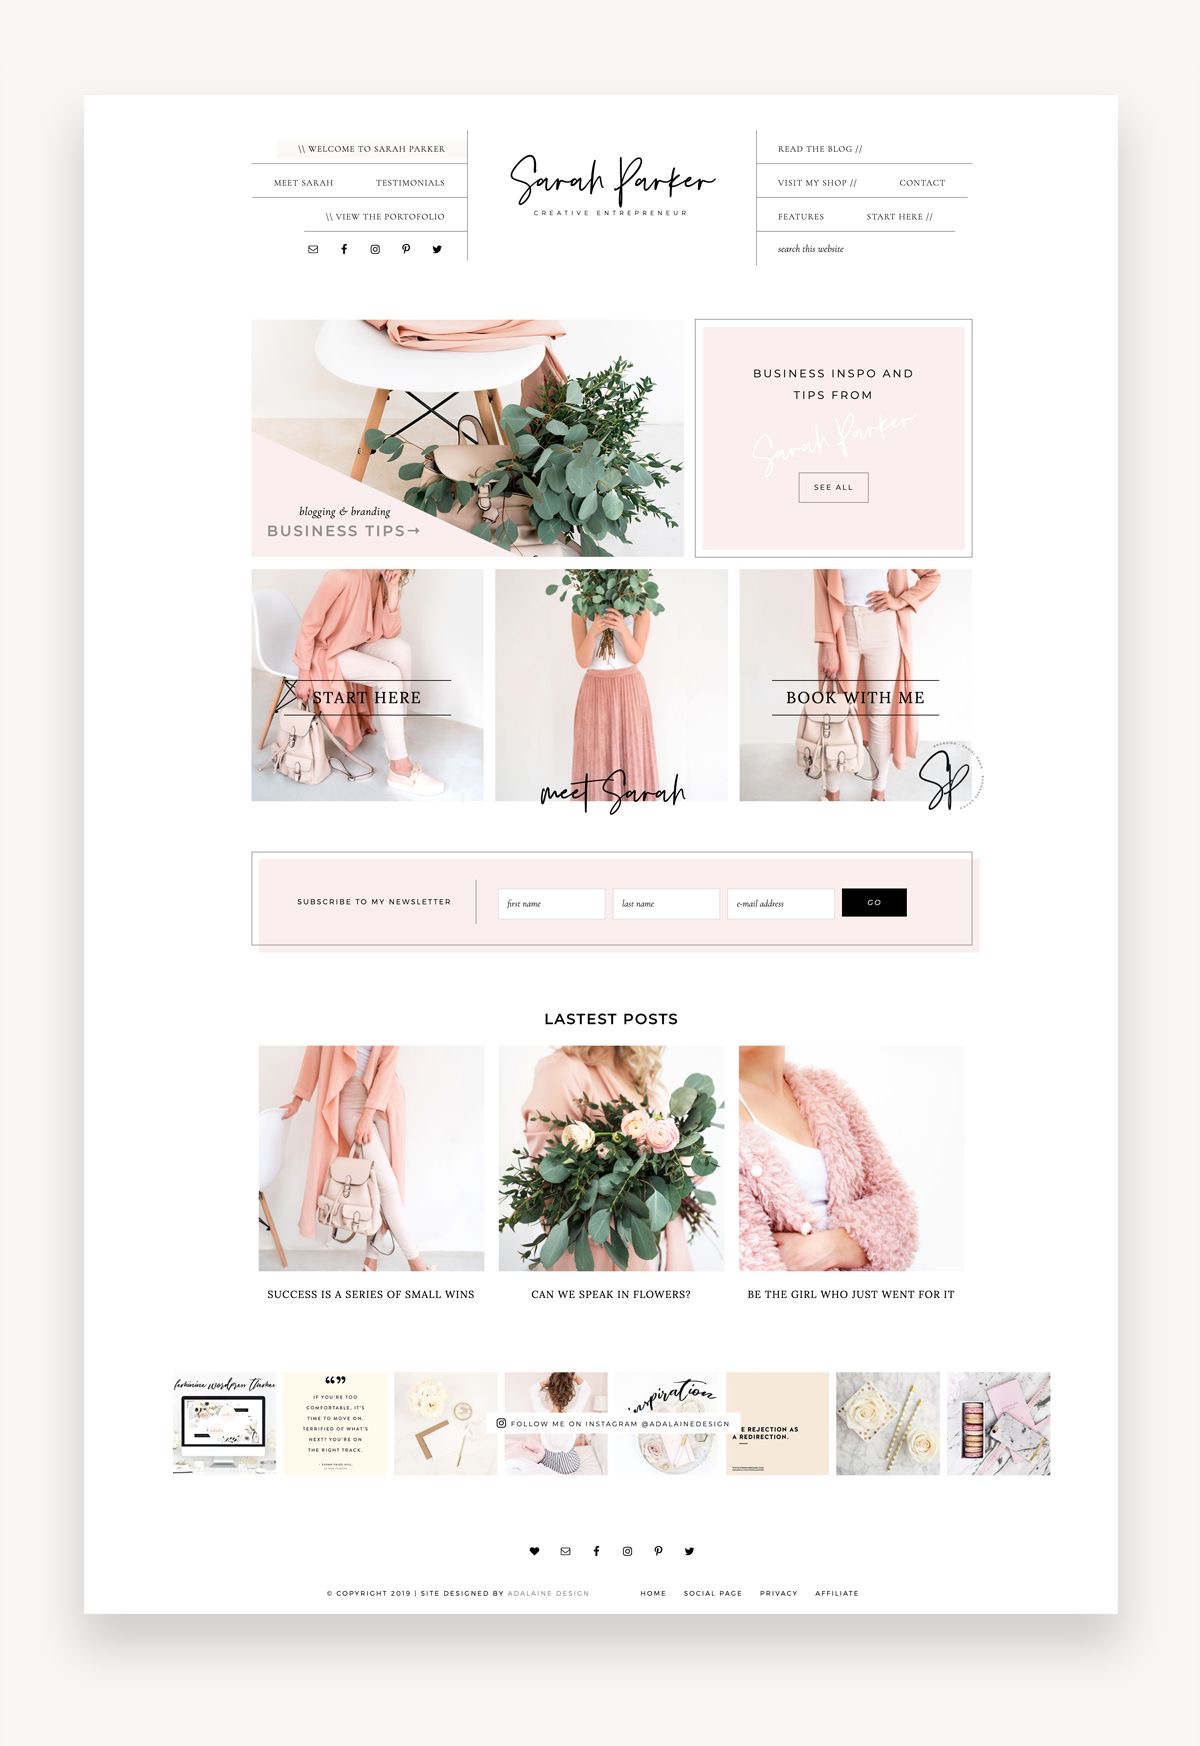 \\ WELCOME TO SARAH PARKER
MEET SARAH TESTIMONIALS
\\ VIEW THE PORTOFOLIO
Sarah Parker
CREATIVE ENTREPRENEUR
READ THE BLOG //
VISIT MY SHOP // CONTACT
FEATURES START HERE //
search this website
blogging & branding
BUSINESS TIPS→
BUSINESS INSPO AND
TIPS FROM
Sarah Parker
SEE ALL
START HERE
meet Sarah
BOOK WITH ME
SP
SUBSCRIBE TO MY NEWSLETTER
first name
last name
e-mail address
GO
LASTEST POSTS
SUCCESS IS A SERIES OF SMALL WINS
CAN WE SPEAK IN FLOWERS?
BE THE GIRL WHO JUST WENT FOR IT
feminine wordpress themes
“”
IF YOU'RE TOO
COMFORTABLE, IT'S
TIME TO MOVE ON.
TERRIFIED OF WHAT'S
NEXT? YOU'RE ON
THE RIGHT TRACK.
inspiration
FOLLOW ME ON INSTAGRAM @ADALAINEDESIGN
E REJECTION AS
A REDIRECTION.
© COPYRIGHT 2019 | SITE DESIGNED BY ADALAINE DESIGN
HOME SOCIAL PAGE PRIVACY AFFILIATE